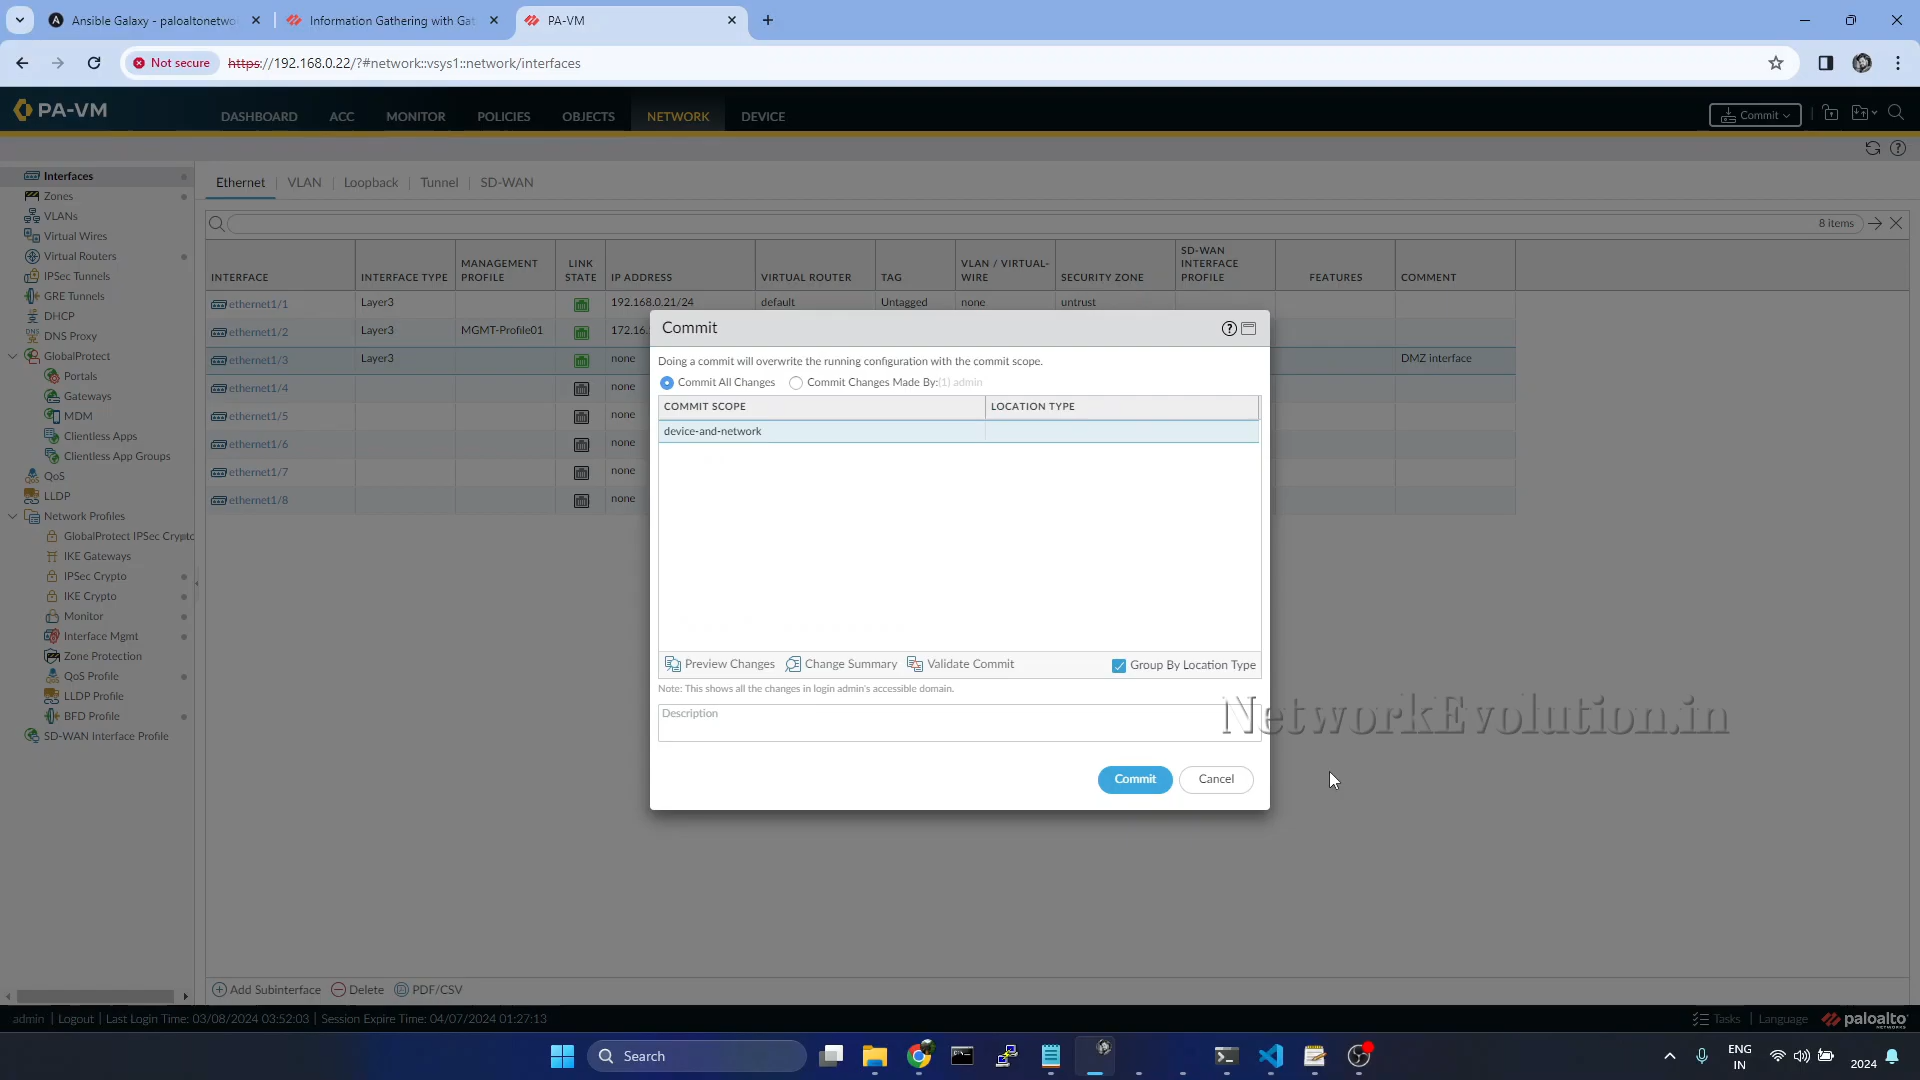 Ansible Galaxy - paloaltonetwo
Information Gathering with Gat
PA-VM
Not secure
https://192.168.0.22/?#network::vsys1::network/interfaces
PA-VM
DASHBOARD
ACC
MONITOR
POLICIES
OBJECTS
NETWORK
DEVICE
Commit
Interfaces
Zones
VLANs
Virtual Wires
Virtual Routers
IPSec Tunnels
GRE Tunnels
DHCP
DNS Proxy
GlobalProtect
Portals
Gateways
MDM
Clientless Apps
Clientless App Groups
QoS
LLDP
Network Profiles
GlobalProtect IPSec Crypto
IKE Gateways
IPSec Crypto
IKE Crypto
Monitor
Interface Mgmt
Zone Protection
QoS Profile
LLDP Profile
BFD Profile
SD-WAN Interface Profile
Ethernet
VLAN
Loopback
Tunnel
SD-WAN
8 items
INTERFACE
INTERFACE TYPE
MANAGEMENT PROFILE
LINK STATE
IP ADDRESS
VIRTUAL ROUTER
TAG
VLAN / VIRTUAL-WIRE
SECURITY ZONE
SD-WAN INTERFACE PROFILE
FEATURES
COMMENT
ethernet1/1 Layer3 192.168.0.21/24 default Untagged none untrust
ethernet1/2 Layer3 MGMT-Profile01 172.16.
ethernet1/3 Layer3 none DMZ interface
ethernet1/4 none
ethernet1/5 none
ethernet1/6 none
ethernet1/7 none
ethernet1/8 none
Commit
Doing a commit will overwrite the running configuration with the commit scope.
Commit All Changes
Commit Changes Made By:(1) admin
COMMIT SCOPE
LOCATION TYPE
device-and-network
Preview Changes
Change Summary
Validate Commit
Group By Location Type
Note: This shows all the changes in login admin's accessible domain.
Description
NetworkEvolution.in
Commit
Cancel
Add Subinterface
Delete
PDF/CSV
admin | Logout | Last Login Time: 03/08/2024 03:52:03 | Session Expire Time: 04/07/2024 01:27:13
Tasks | Language
paloalto
NETWORKS
Search
ENG
IN
2024